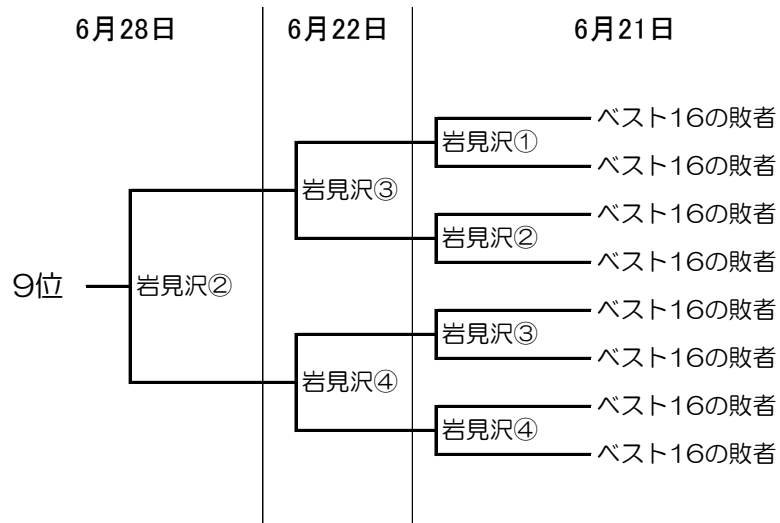 6月28日
6月22日
6月21日
ベスト16の敗者
岩見沢①
ベスト16の敗者
岩見沢③
ベスト16の敗者
岩見沢②
ベスト16の敗者
9位
岩見沢②
ベスト16の敗者
岩見沢③
ベスト16の敗者
岩見沢④
ベスト16の敗者
岩見沢④
ベスト16の敗者